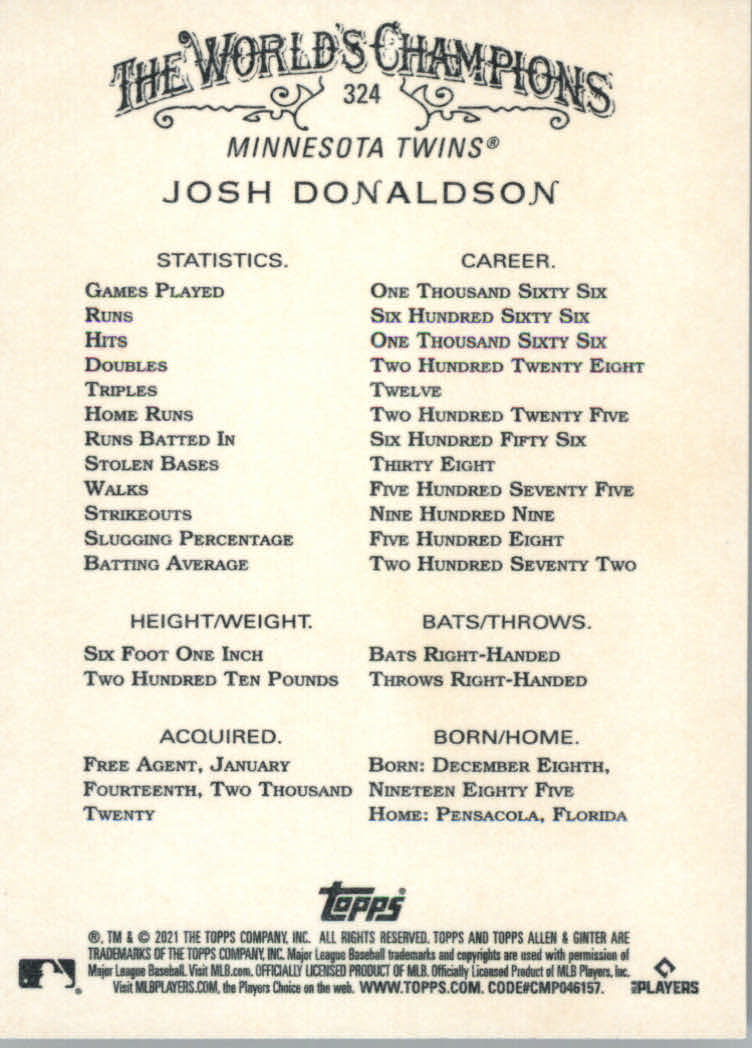 THE WORLD'S CHAMPIONS
324
MINNESOTA TWINS®
JOSH DONALDSON
STATISTICS. CAREER.
GAMES PLAYED ONE THOUSAND SIXTY SIX
RUNS SIX HUNDRED SIXTY SIX
HITS ONE THOUSAND SIXTY SIX
DOUBLES TWO HUNDRED TWENTY EIGHT
TRIPLES TWELVE
HOME RUNS TWO HUNDRED TWENTY FIVE
RUNS BATTED IN SIX HUNDRED FIFTY SIX
STOLEN BASES THIRTY EIGHT
WALKS FIVE HUNDRED SEVENTY FIVE
STRIKEOUTS NINE HUNDRED NINE
SLUGGING PERCENTAGE FIVE HUNDRED EIGHT
BATTING AVERAGE TWO HUNDRED SEVENTY TWO
HEIGHT/WEIGHT. BATS/THROWS.
SIX FOOT ONE INCH BATS RIGHT-HANDED
TWO HUNDRED TEN POUNDS THROWS RIGHT-HANDED
ACQUIRED. BORN/HOME.
FREE AGENT, JANUARY BORN: DECEMBER EIGHTH,
FOURTEENTH, TWO THOUSAND NINETEEN EIGHTY FIVE
TWENTY HOME: PENSACOLA, FLORIDA
topps®
®, TM & © 2021 THE TOPPS COMPANY, INC. ALL RIGHTS RESERVED. TOPPS AND TOPPS ALLEN & GINTER ARE
TRADEMARKS OF THE TOPPS COMPANY, INC. Major League Baseball trademarks and copyrights are used with permission of
Major League Baseball. Visit MLB.com. OFFICIALLY LICENSED PRODUCT OF MLB. Officially Licensed Product of MLB Players, Inc.
Visit MLBPLAYERS.COM, the Players Choice on the web. WWW.TOPPS.COM. CODE#CMP046157.
MLB PLAYERS